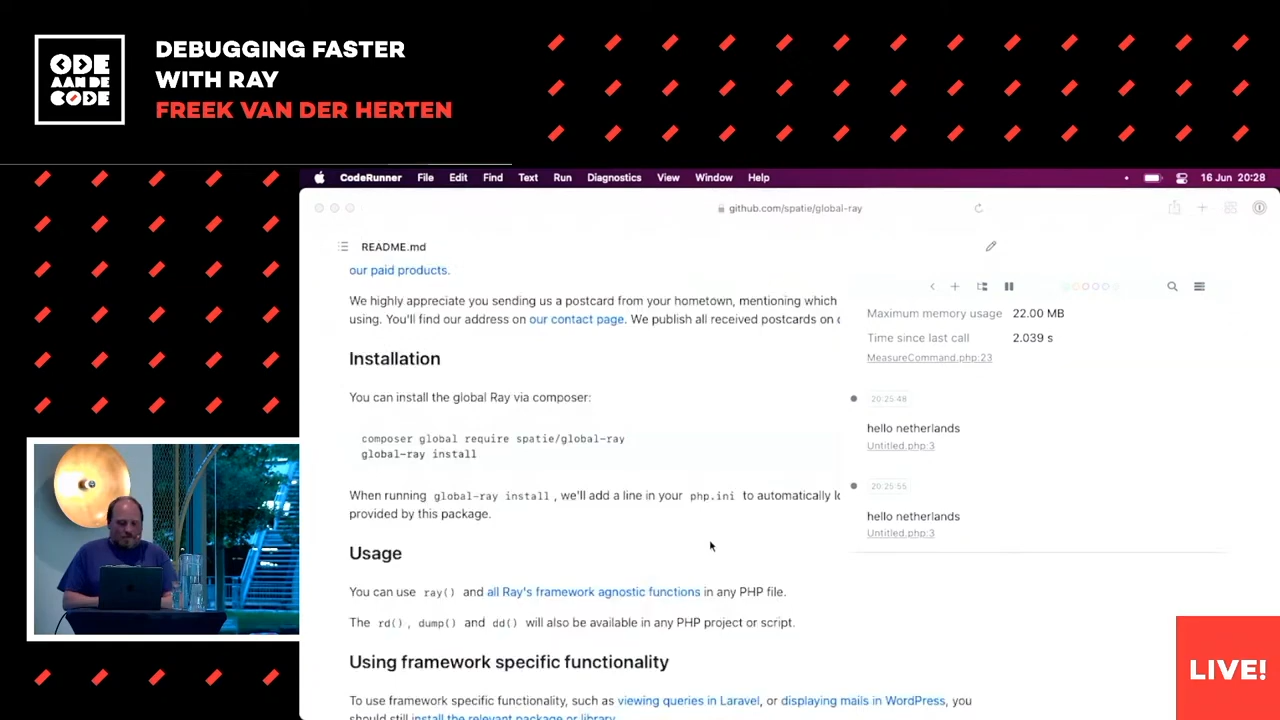 ODE
AAN DE
CODE
DEBUGGING FASTER
WITH RAY
FREEK VAN DER HERTEN
CodeRunner File Edit Find Text Run Diagnostics View Window Help 16 Jun 20:28
github.com/spatie/global-ray
README.md
our paid products.
We highly appreciate you sending us a postcard from your hometown, mentioning which
using. You'll find our address on our contact page. We publish all received postcards on
Installation
You can install the global Ray via composer:
composer global require spatie/global-ray
global-ray install
When running global-ray install, we'll add a line in your php.ini to automatically
provided by this package.
Usage
You can use ray() and all Ray's framework agnostic functions in any PHP file.
The rd(), dump() and dd() will also be available in any PHP project or script.
Using framework specific functionality
To use framework specific functionality, such as viewing queries in Laravel, or displaying mails in WordPress, you
should still install the relevant package or library.
Maximum memory usage 22.00 MB
Time since last call 2.039 s
MeasureCommand.php:23
20:25:48
hello netherlands
Untitled.php:3
20:25:55
hello netherlands
Untitled.php:3
LIVE!